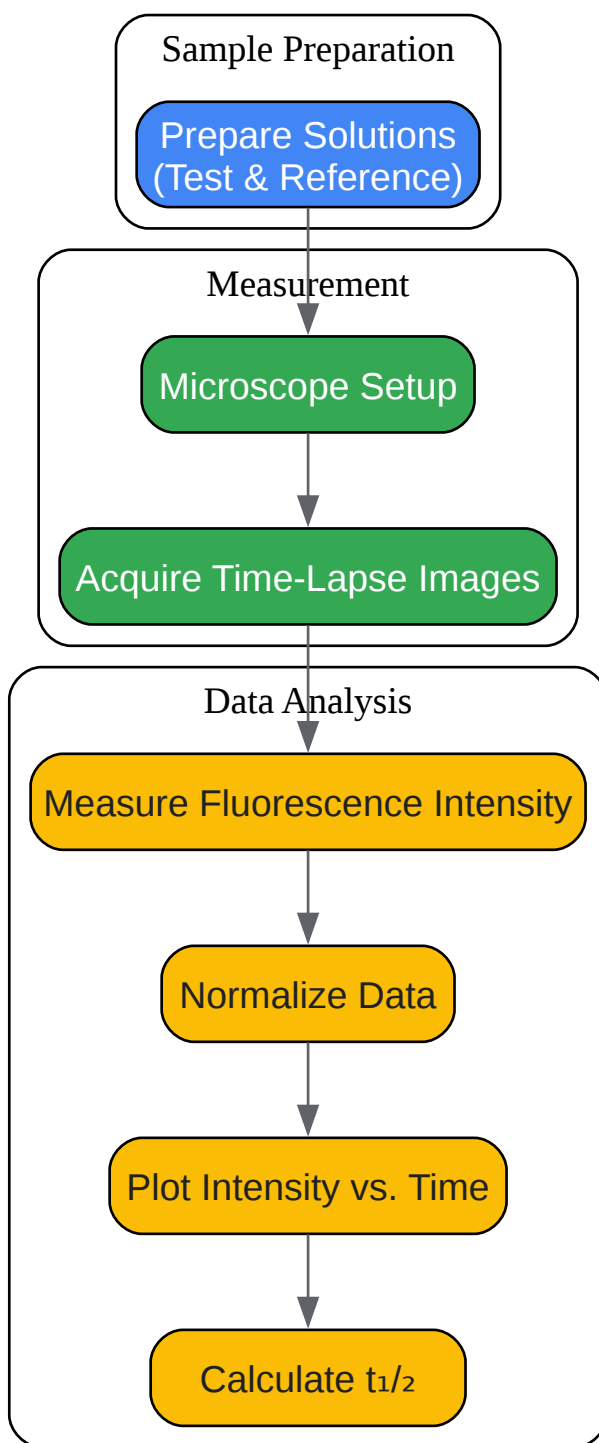 Sample Preparation
Prepare Solutions
(Test & Reference)
Measurement
Microscope Setup
Acquire Time-Lapse Images
Data Analysis
Measure Fluorescence Intensity
Normalize Data
Plot Intensity vs. Time
Calculate t₁/₂